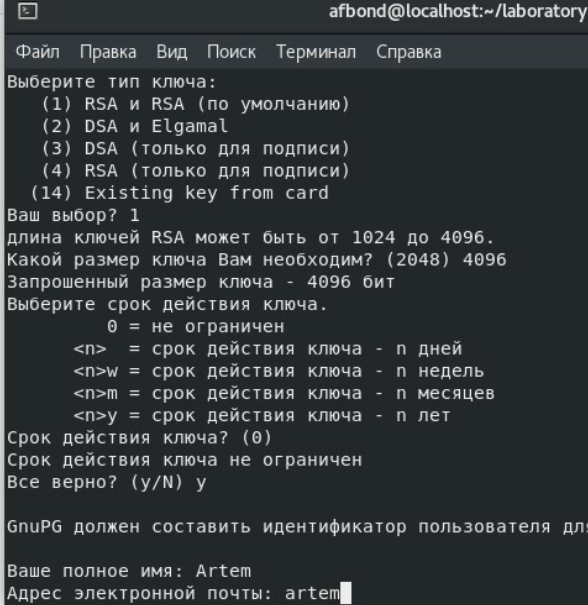 afbond@localhost:~/laboratory
Файл Правка Вид Поиск Терминал Справка
Выберите тип ключа:
   (1) RSA и RSA (по умолчанию)
   (2) DSA и Elgamal
   (3) DSA (только для подписи)
   (4) RSA (только для подписи)
  (14) Existing key from card
Ваш выбор? 1
длина ключей RSA может быть от 1024 до 4096.
Какой размер ключа Вам необходим? (2048) 4096
Запрошенный размер ключа - 4096 бит
Выберите срок действия ключа.
         0 = не ограничен
      <n>  = срок действия ключа - n дней
      <n>w = срок действия ключа - n недель
      <n>m = срок действия ключа - n месяцев
      <n>y = срок действия ключа - n лет
Срок действия ключа? (0)
Срок действия ключа не ограничен
Все верно? (y/N) y
GnuPG должен составить идентификатор пользователя для
Ваше полное имя: Artem
Адрес электронной почты: artem